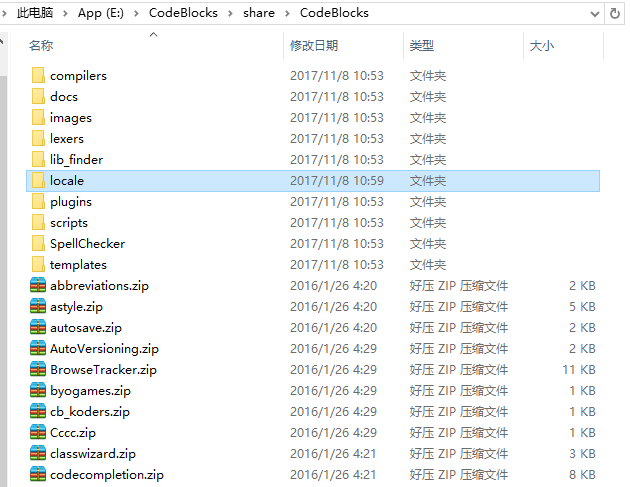 此电脑 > App (E:) > CodeBlocks > share > CodeBlocks
名称 修改日期 类型 大小
compilers 2017/11/8 10:53 文件夹
docs 2017/11/8 10:53 文件夹
images 2017/11/8 10:53 文件夹
lexers 2017/11/8 10:53 文件夹
lib_finder 2017/11/8 10:53 文件夹
locale 2017/11/8 10:59 文件夹
plugins 2017/11/8 10:53 文件夹
scripts 2017/11/8 10:53 文件夹
SpellChecker 2017/11/8 10:53 文件夹
templates 2017/11/8 10:53 文件夹
abbreviations.zip 2016/1/26 4:20 好压 ZIP 压缩文件 2 KB
astyle.zip 2016/1/26 4:20 好压 ZIP 压缩文件 5 KB
autosave.zip 2016/1/26 4:20 好压 ZIP 压缩文件 2 KB
AutoVersioning.zip 2016/1/26 4:29 好压 ZIP 压缩文件 2 KB
BrowseTracker.zip 2016/1/26 4:29 好压 ZIP 压缩文件 11 KB
byogames.zip 2016/1/26 4:29 好压 ZIP 压缩文件 1 KB
cb_koders.zip 2016/1/26 4:29 好压 ZIP 压缩文件 1 KB
Cccc.zip 2016/1/26 4:29 好压 ZIP 压缩文件 1 KB
classwizard.zip 2016/1/26 4:21 好压 ZIP 压缩文件 3 KB
codecompletion.zip 2016/1/26 4:21 好压 ZIP 压缩文件 8 KB